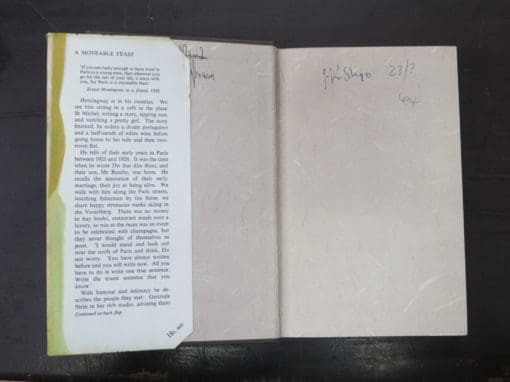 A MOVEABLE FEAST
'If you are lucky enough to have lived in
Paris as a young man, then wherever you
go for the rest of your life, it stays with
you, for Paris is a moveable feast.'
Ernest Hemingway to a friend, 1950
Hemingway is in his twenties. We
see him sitting in a café in the place
St Michel, writing a story, sipping rum
and watching a pretty girl. The story
finished, he orders a dozen portugaises
and a half-carafe of white wine before
going home to his wife and their two-
room flat.
He tells of their early years in Paris
between 1921 and 1926. It was the time
when he wrote The Sun Also Rises, and
their son, Mr Bumby, was born. He
recalls the innocence of their early
marriage, their joy at being alive. We
walk with him along the Paris streets,
watching fishermen by the Seine, we
share happy strenuous weeks skiing in
the Vorarlberg. There was no money
to buy books, restaurant meals were a
luxury, to win at the races was an event
to be celebrated with champagne, but
they never thought of themselves as
poor. 'I would stand and look out
over the roofs of Paris and think, Do
not worry. You have always written
before and you will write now. All you
have to do is write one true sentence.
Write the truest sentence that you
know.'
With humour and intimacy he de-
scribes the people they met: Gertrude
Stein in her rich studio, advising them
Continued on back flap
18s. net
23/7